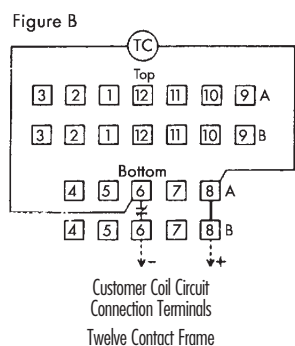 Figure B
TC
Top
3 2 1 12 11 10 9 A
3 2 1 12 11 10 9 B
Bottom
4 5 6 7 8 A
4 5 6 7 8 B
- +
Customer Coil Circuit
Connection Terminals
Twelve Contact Frame